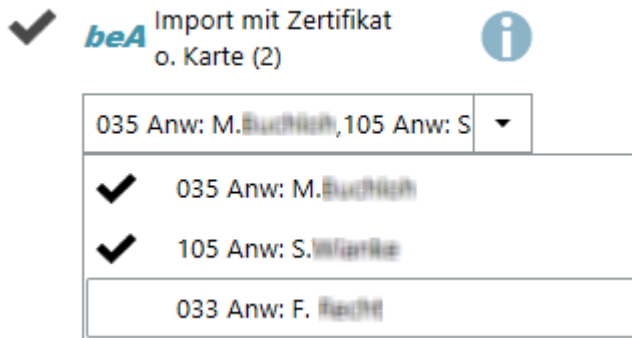 beA Import mit Zertifikat
o. Karte (2)
035 Anw: M. ,105 Anw: S
035 Anw: M.
105 Anw: S.
033 Anw: F.